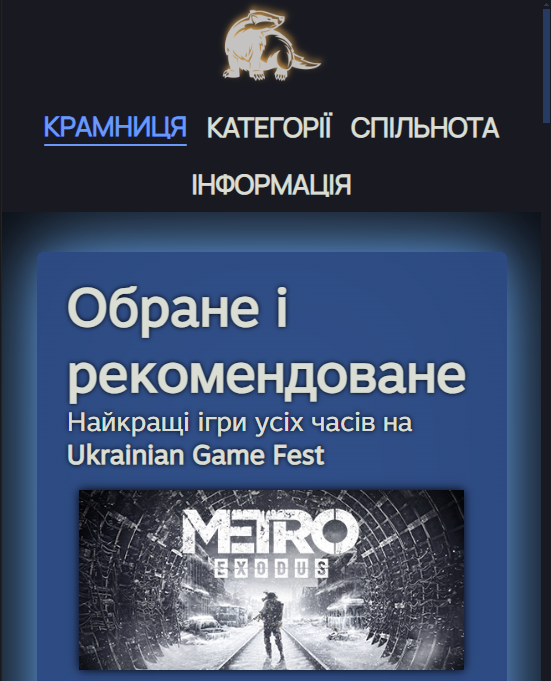 КРАМНИЦЯ КАТЕГОРІЇ СПІЛЬНОТА
ІНФОРМАЦІЯ
Обране і
рекомендоване
Найкращі ігри усіх часів на
Ukrainian Game Fest
METRO
EXODUS